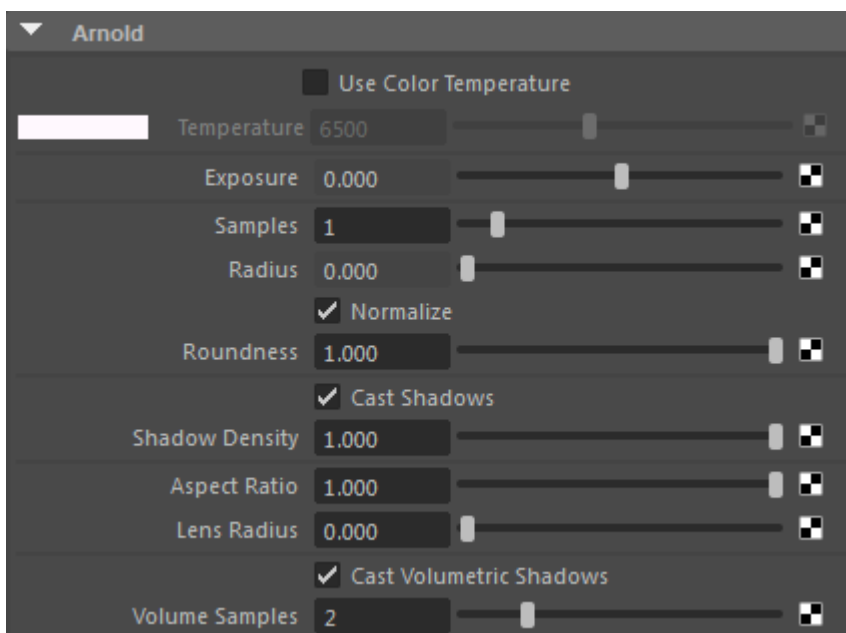 Arnold
Use Color Temperature
Temperature 6500
Exposure 0.000
Samples 1
Radius 0.000
Normalize
Roundness 1.000
Cast Shadows
Shadow Density 1.000
Aspect Ratio 1.000
Lens Radius 0.000
Cast Volumetric Shadows
Volume Samples 2